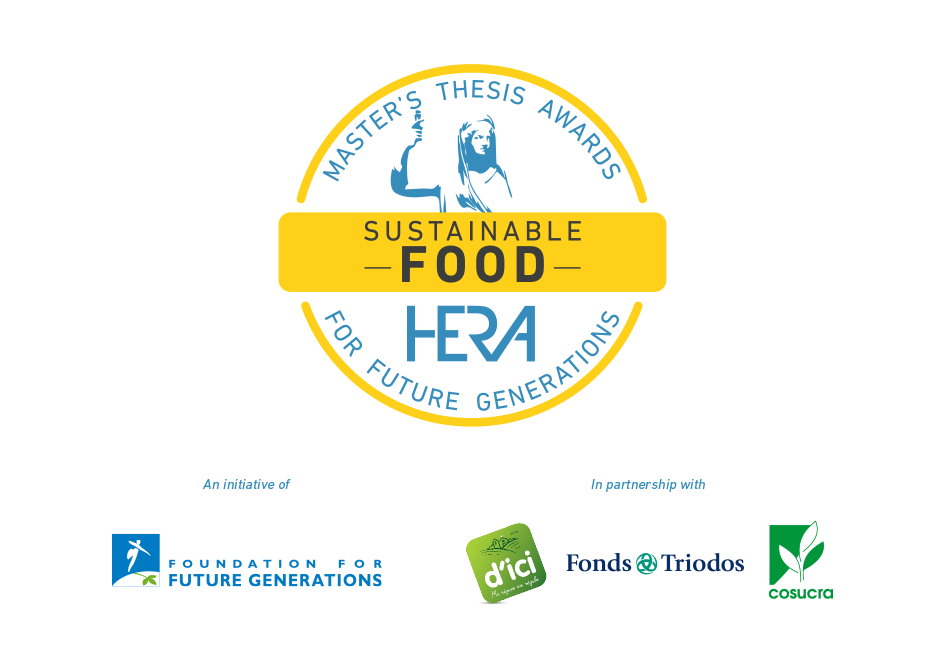 MASTER'S THESIS AWARDS
SUSTAINABLE
FOOD
HERA
FOR FUTURE GENERATIONS
An initiative of
In partnership with
FOUNDATION FOR
FUTURE GENERATIONS
d'ici
Fonds Triodos
cosucra